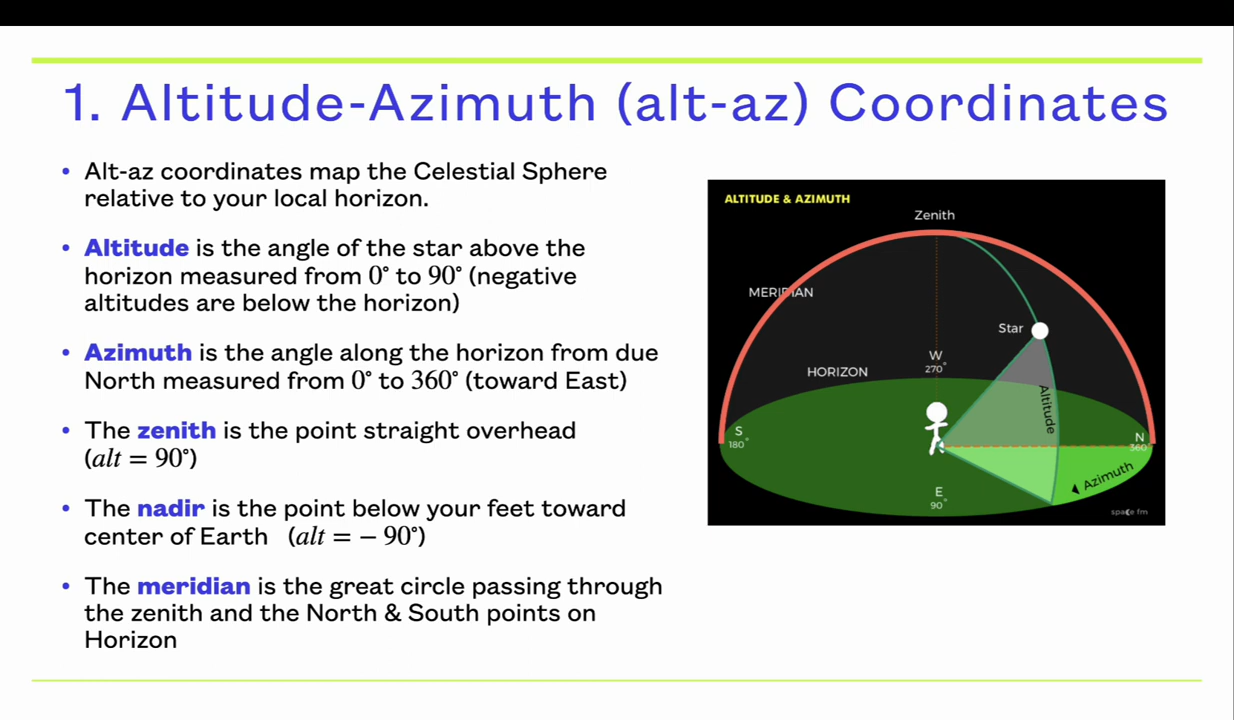 1. Altitude-Azimuth (alt-az) Coordinates
• Alt-az coordinates map the Celestial Sphere
relative to your local horizon.
• Altitude is the angle of the star above the
horizon measured from 0° to 90° (negative
altitudes are below the horizon)
• Azimuth is the angle along the horizon from due
North measured from 0° to 360° (toward East)
• The zenith is the point straight overhead
(alt = 90°)
• The nadir is the point below your feet toward
center of Earth (alt = − 90°)
• The meridian is the great circle passing through
the zenith and the North & South points on
Horizon
ALTITUDE & AZIMUTH
Zenith
MERIDIAN
Star
W
270°
HORIZON
Altitude
S
180°
N
360°
Azimuth
E
90°
space fm